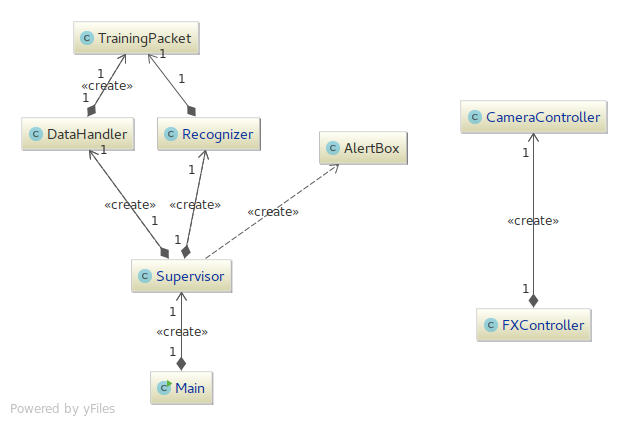 C TrainingPacket
1
1
1
«create»
1
C CameraController
C DataHandler
C Recognizer
C AlertBox
1
1
1
«create»
«create»
«create»
«create»
1
1
C Supervisor
1
1
C FXController
«create»
1
C Main
Powered by yFiles